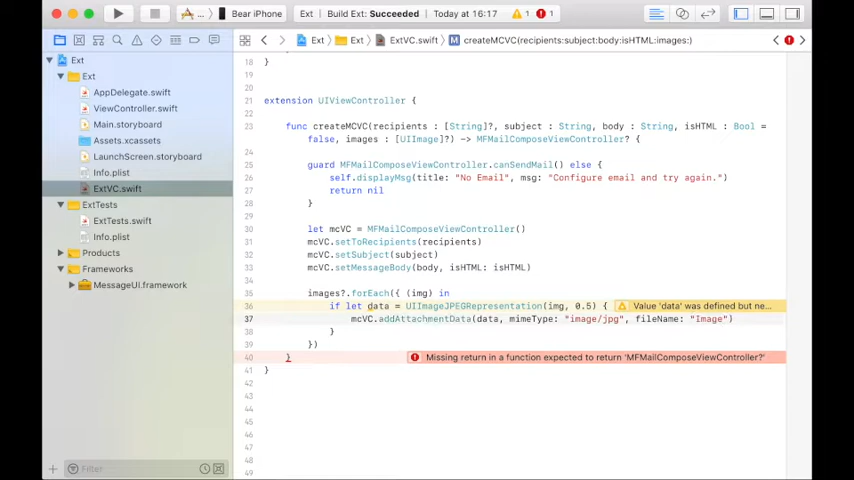 Ext
Bear iPhone
Ext
Build Ext: Succeeded
Today at 16:17
1
1
Ext
Ext
AppDelegate.swift
ViewController.swift
Main.storyboard
Assets.xcassets
LaunchScreen.storyboard
Info.plist
ExtVC.swift
ExtTests
ExtTests.swift
Info.plist
Products
Frameworks
MessageUI.framework
Filter
Ext
Ext
ExtVC.swift
M
createMCVC(recipients:subject:body:isHTML:images:)
18 }
19
20
21 extension UIViewController {
22
23 func createMCVC(recipients : [String]?, subject : String, body : String, isHTML : Bool =
false, images : [UIImage]?) -> MFMailComposeViewController? {
24
25 guard MFMailComposeViewController.canSendMail() else {
26 self.displayMsg(title: "No Email", msg: "Configure email and try again.")
27 return nil
28 }
29
30 let mcVC = MFMailComposeViewController()
31 mcVC.setToRecipients(recipients)
32 mcVC.setSubject(subject)
33 mcVC.setMessageBody(body, isHTML: isHTML)
34
35 images?.forEach({ (img) in
36 if let data = UIImageJPEGRepresentation(img, 0.5) { Value 'data' was defined but ne...
37 mcVC.addAttachmentData(data, mimeType: "image/jpg", fileName: "Image")
38 }
39 })
40 } Missing return in a function expected to return 'MFMailComposeViewController?'
41 }
42
43
44
45
46
47
48
49